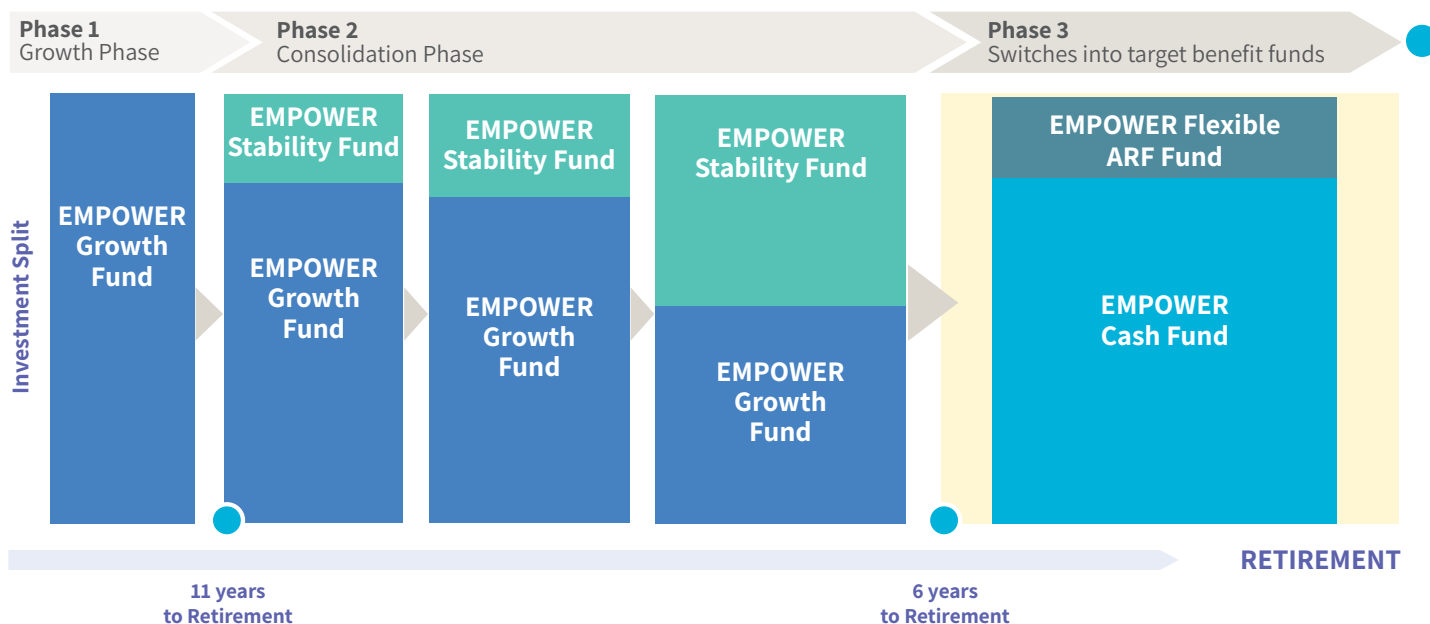 Phase 1
Growth Phase
Phase 2
Consolidation Phase
Phase 3
Switches into target benefit funds
Investment Split
EMPOWER
Growth
Fund
EMPOWER
Stability Fund
EMPOWER
Growth
Fund
EMPOWER
Stability Fund
EMPOWER
Growth
Fund
EMPOWER
Stability Fund
EMPOWER
Growth
Fund
EMPOWER Flexible
ARF Fund
EMPOWER
Cash Fund
RETIREMENT
11 years
to Retirement
6 years
to Retirement